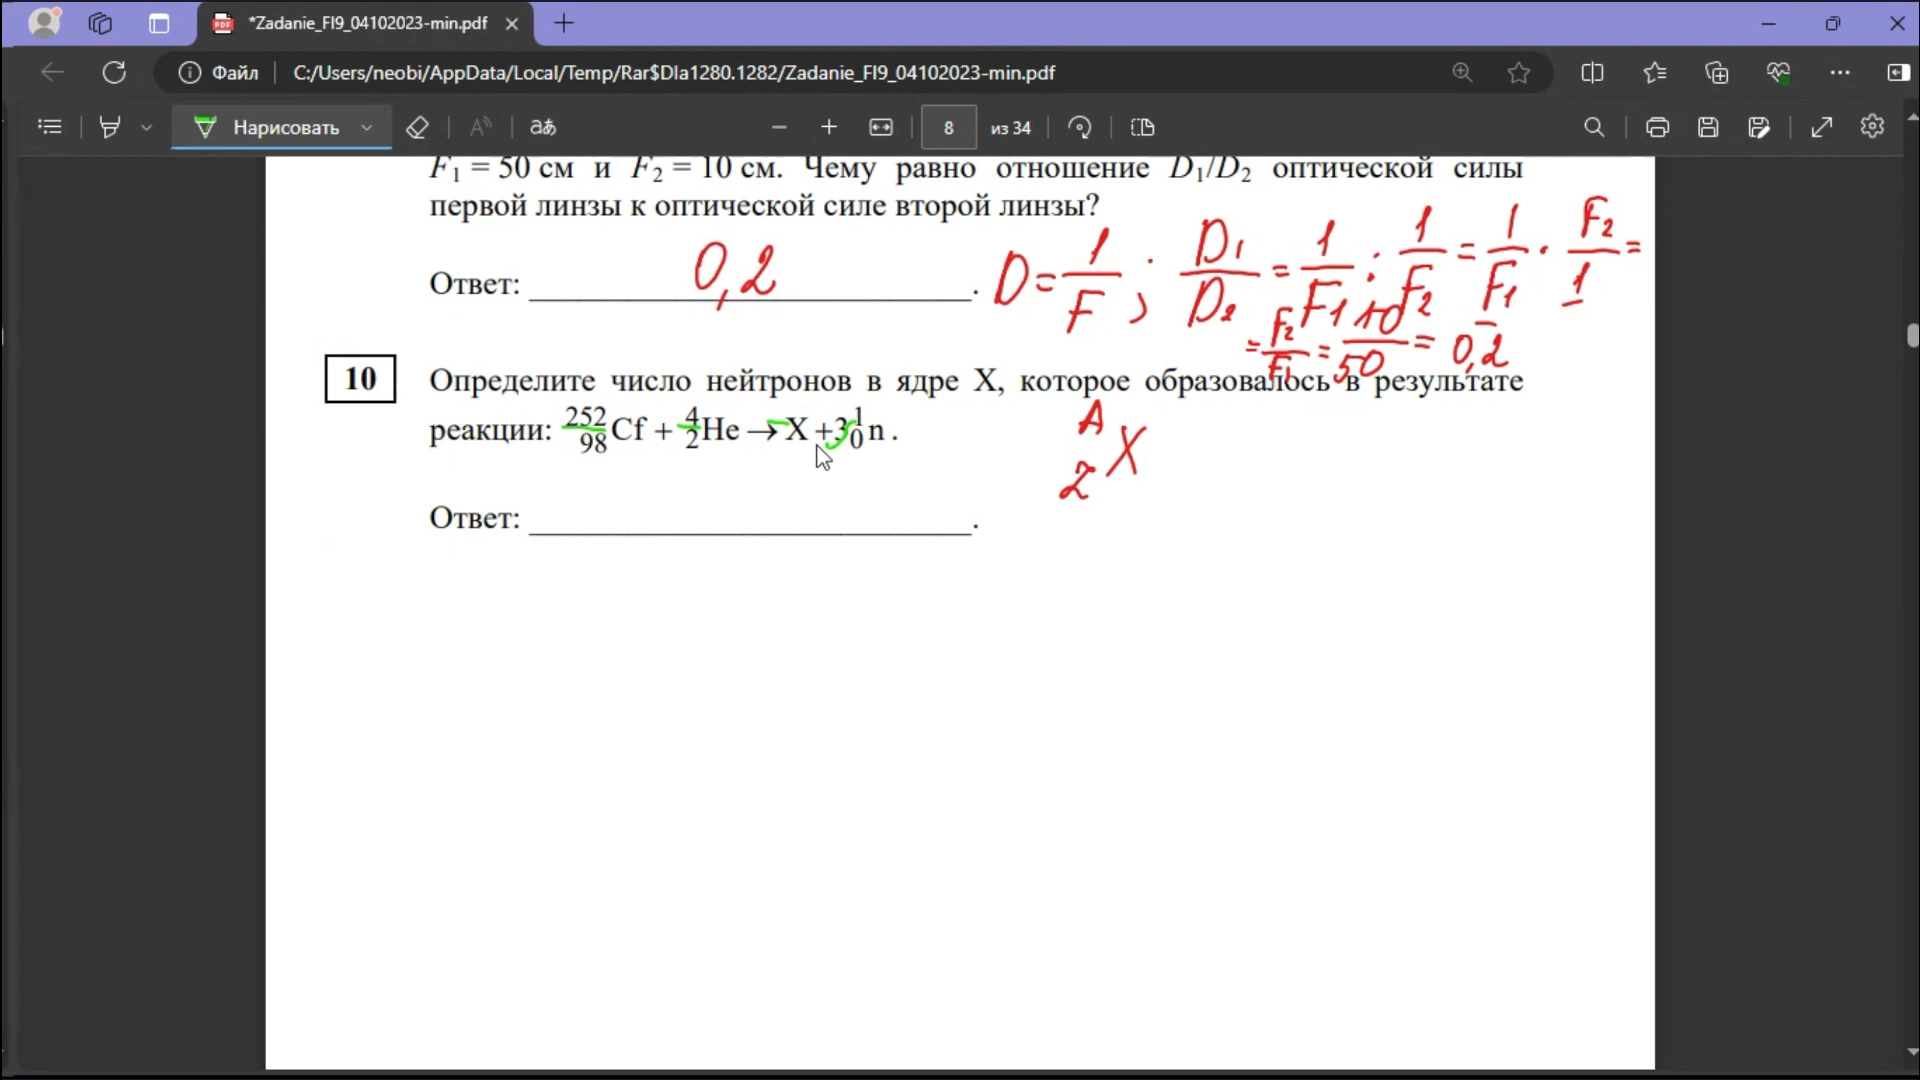 *Zadanie_FI9_04102023-min.pdf
Файл C:/Users/neobi/AppData/Local/Temp/Rar$DIa1280.1282/Zadanie_FI9_04102023-min.pdf
Нарисовать 8 из 34
F₁ = 50 см и F₂ = 10 см. Чему равно отношение D₁/D₂ оптической силы
первой линзы к оптической силе второй линзы?
Ответ: 0,2 .
D = 1/F ; D₁/D₂ = 1/F₁ : 1/F₂ = 1/F₁ · F₂/1 =
= F₂/F₁ = 10/50 = 0,2
10 Определите число нейтронов в ядре X, которое образовалось в результате
реакции: ²⁵²₉₈Cf + ⁴₂He → X + 3¹₀n .
A
Z X
Ответ: .